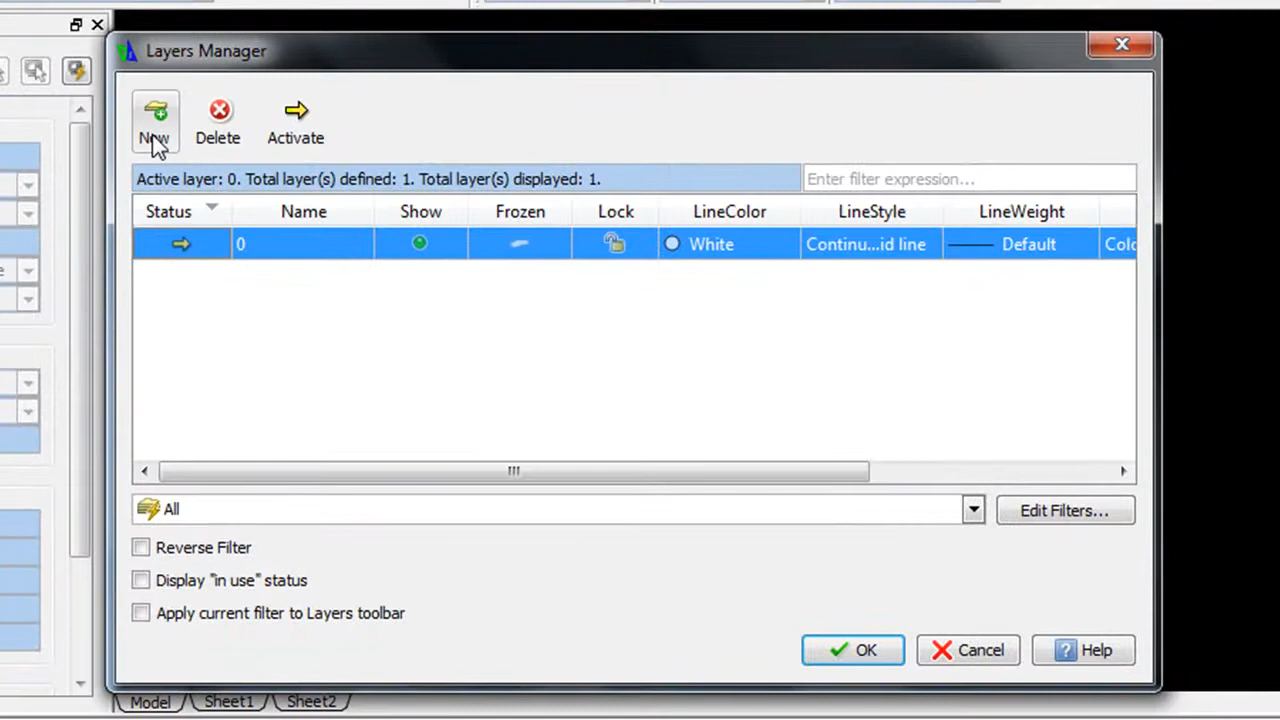 Layers Manager
New Delete Activate
Active layer: 0. Total layer(s) defined: 1. Total layer(s) displayed: 1. Enter filter expression...
Status Name Show Frozen Lock LineColor LineStyle LineWeight
0 White Continu...id line Default Colo
All Edit Filters...
Reverse Filter
Display "in use" status
Apply current filter to Layers toolbar
OK Cancel Help
Model Sheet1 Sheet2